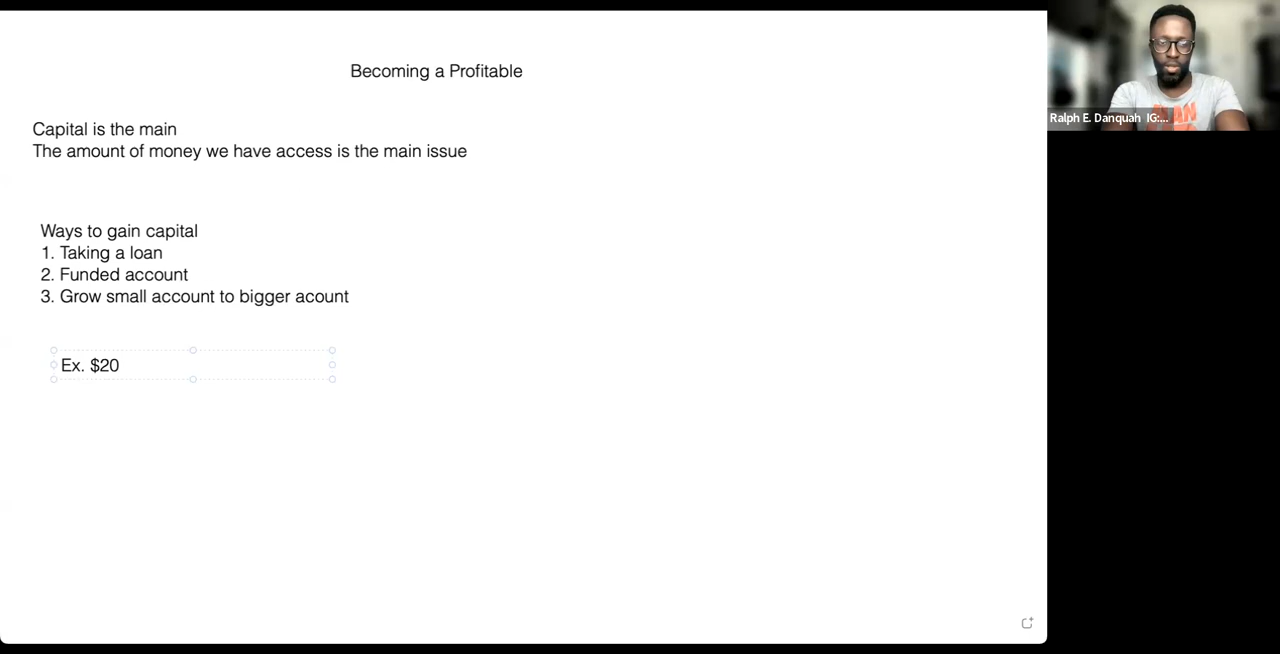 Becoming a Profitable
Capital is the main
The amount of money we have access is the main issue
Ways to gain capital
1. Taking a loan
2. Funded account
3. Grow small account to bigger acount
Ex. $20
Ralph E. Danquah IG:...